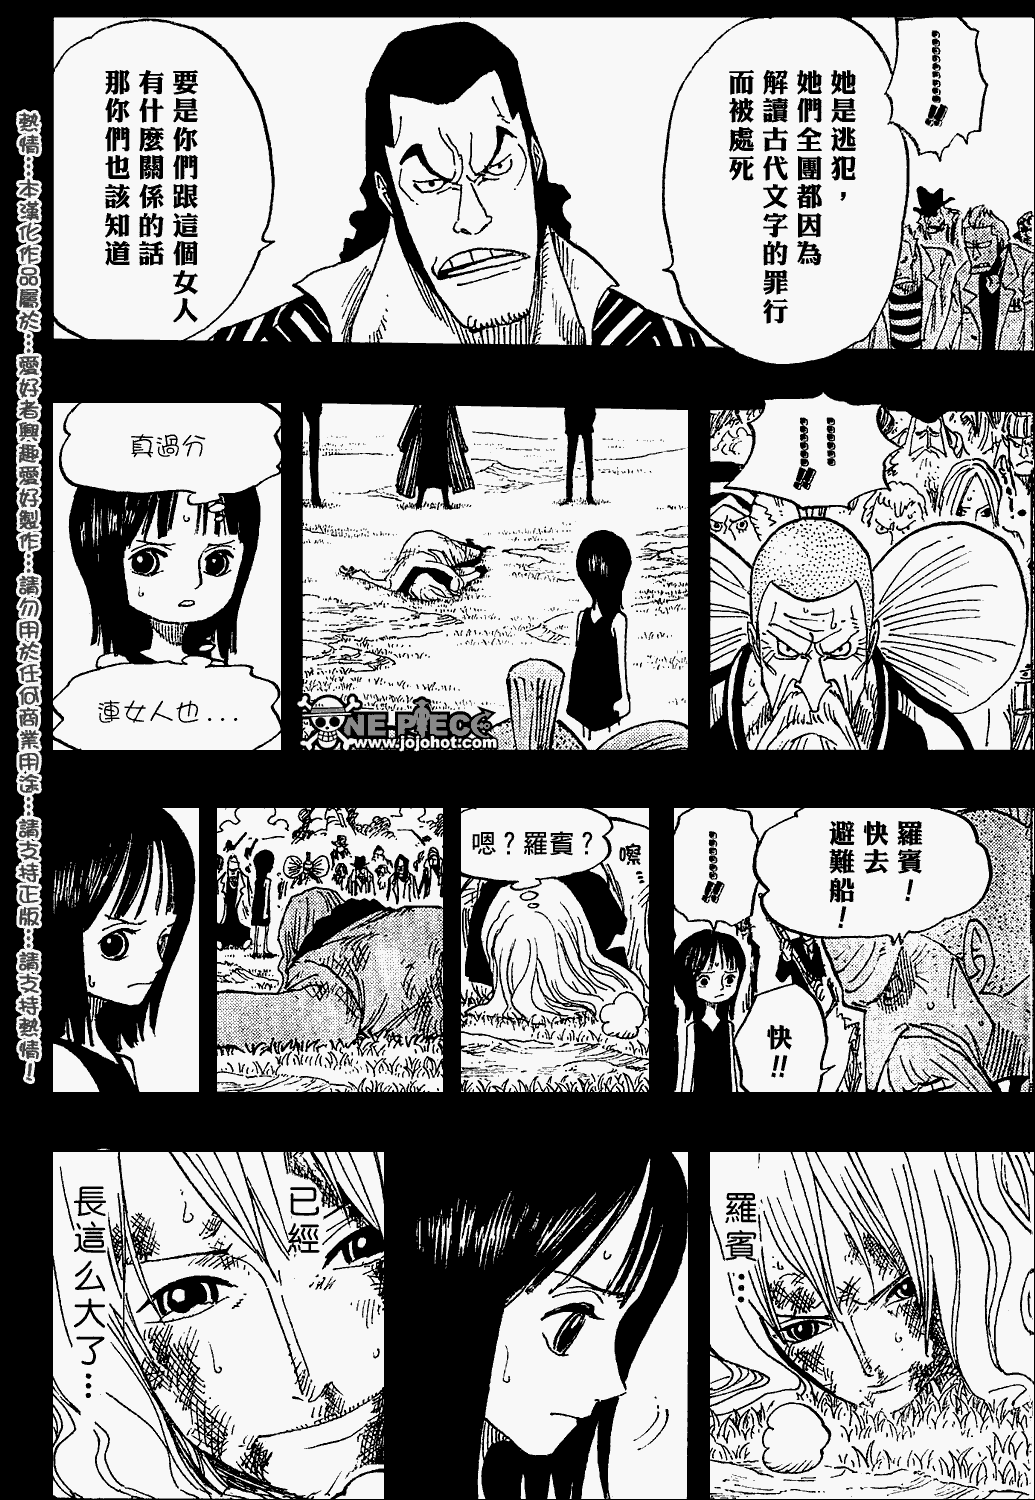 ‥‥‥‥!!
她是逃犯，
她們全團都因為
解讀古代文字的罪行
而被處死
要是你們跟這個女人
有什麼關係的話
那你們也該知道
‥‥‥‥
‥‥‥‥!!
真過分
連女人也...
ONE PIECE
www.jojohot.com
羅賓！
快去
避難船！
快!!
‥‥‥!!
嗯？羅賓？
嚓
羅賓…
已經
長這么大了…
熱情…本漢化作品屬於…愛好者興趣愛好製作…請勿用於任何商業用途…請支持正版…請支持熱情！